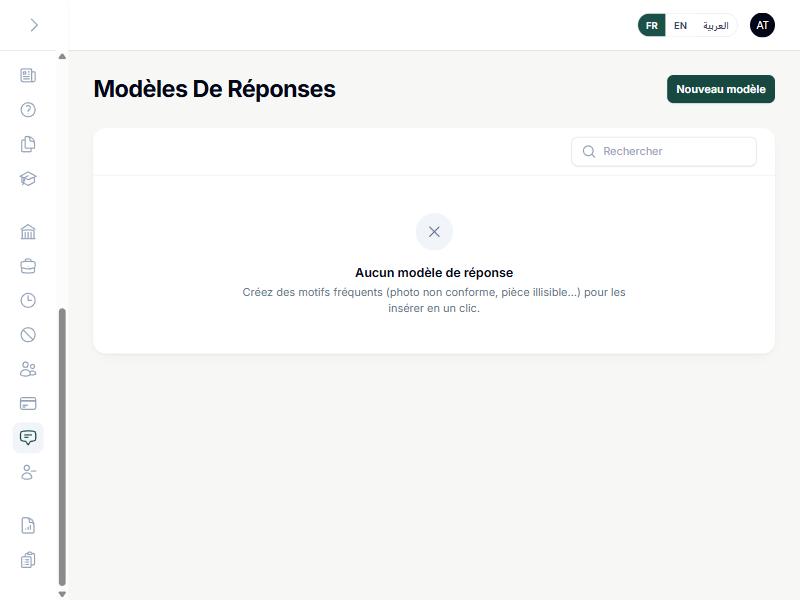 FR EN العربية AT
Modèles De Réponses
Nouveau modèle
Rechercher
Aucun modèle de réponse
Créez des motifs fréquents (photo non conforme, pièce illisible...) pour les
insérer en un clic.